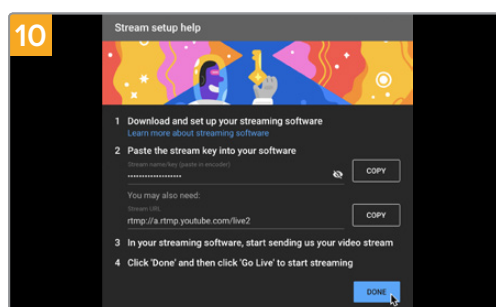 10
Stream setup help
1 Download and set up your streaming software
Learn more about streaming software
2 Paste the stream key into your software
Stream name/key (paste in encoder)
••••••••••••••••••••
COPY
You may also need:
Stream URL
rtmp://a.rtmp.youtube.com/live2
COPY
3 In your streaming software, start sending us your video stream
4 Click 'Done' and then click 'Go Live' to start streaming
DONE